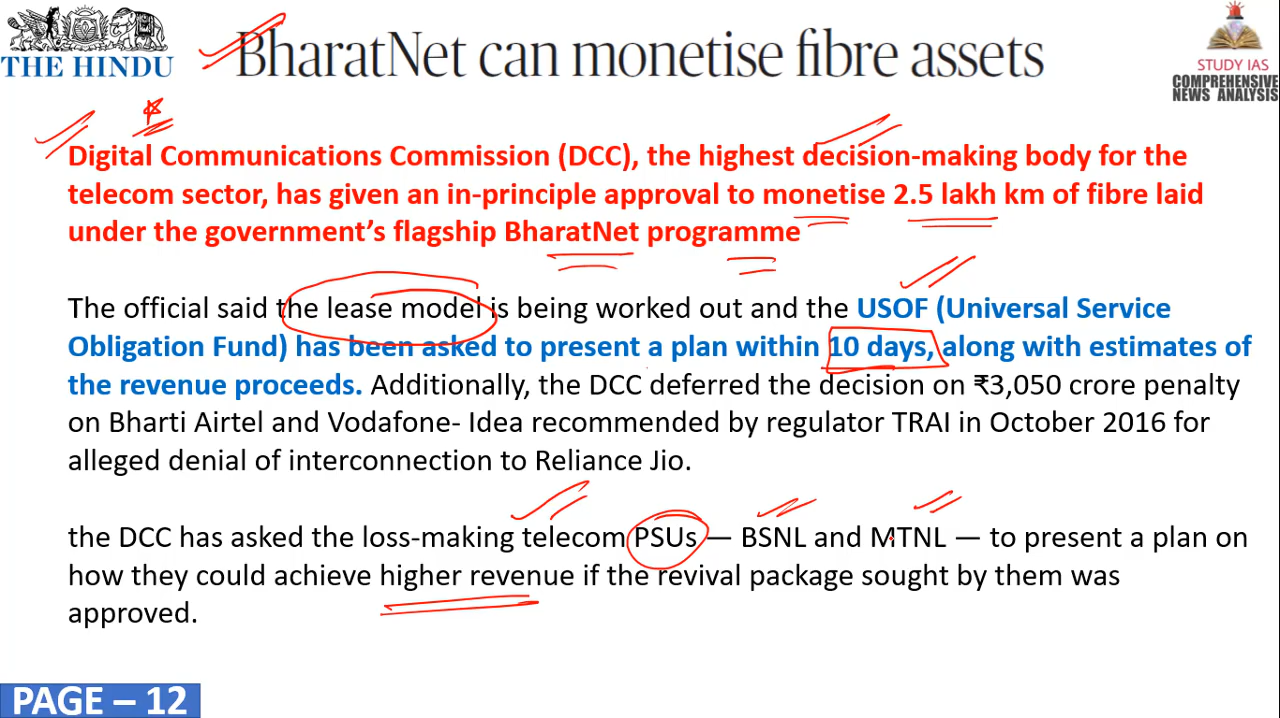 THE HINDU
BharatNet can monetise fibre assets
STUDY IAS
COMPREHENSIVE
NEWS ANALYSIS
Digital Communications Commission (DCC), the highest decision-making body for the
telecom sector, has given an in-principle approval to monetise 2.5 lakh km of fibre laid
under the government’s flagship BharatNet programme
The official said the lease model is being worked out and the USOF (Universal Service
Obligation Fund) has been asked to present a plan within 10 days, along with estimates of
the revenue proceeds. Additionally, the DCC deferred the decision on ₹3,050 crore penalty
on Bharti Airtel and Vodafone- Idea recommended by regulator TRAI in October 2016 for
alleged denial of interconnection to Reliance Jio.
the DCC has asked the loss-making telecom PSUs — BSNL and MTNL — to present a plan on
how they could achieve higher revenue if the revival package sought by them was
approved.
PAGE – 12